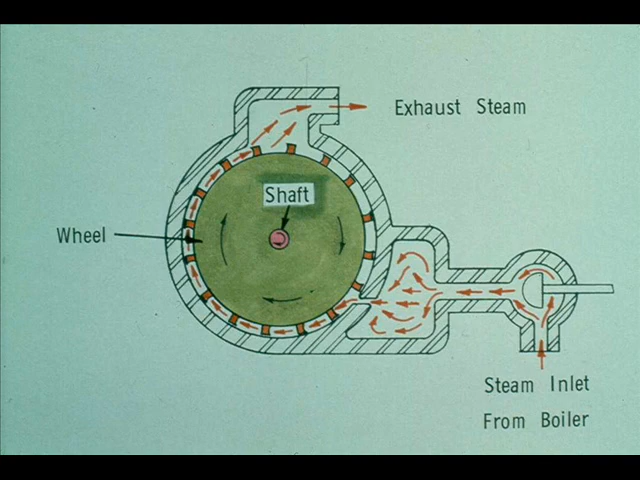 Exhaust Steam
Shaft
Wheel
Steam Inlet
From Boiler